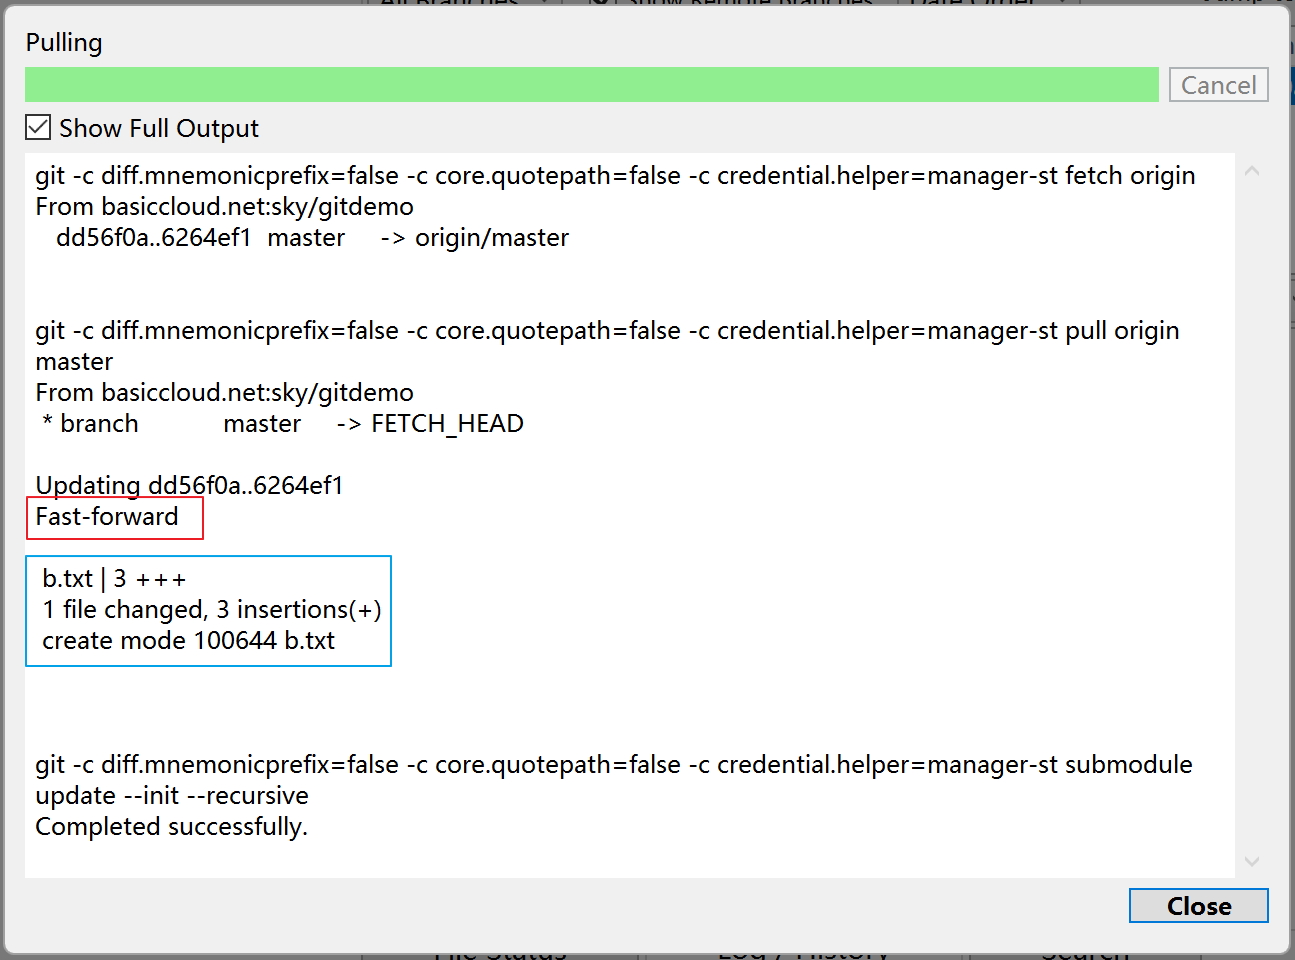 Pulling
Cancel
Show Full Output
git -c diff.mnemonicprefix=false -c core.quotepath=false -c credential.helper=manager-st fetch origin
From basiccloud.net:sky/gitdemo
dd56f0a..6264ef1 master -> origin/master
git -c diff.mnemonicprefix=false -c core.quotepath=false -c credential.helper=manager-st pull origin
master
From basiccloud.net:sky/gitdemo
* branch master -> FETCH_HEAD
Updating dd56f0a..6264ef1
Fast-forward
b.txt | 3 +++
1 file changed, 3 insertions(+)
create mode 100644 b.txt
git -c diff.mnemonicprefix=false -c core.quotepath=false -c credential.helper=manager-st submodule
update --init --recursive
Completed successfully.
Close